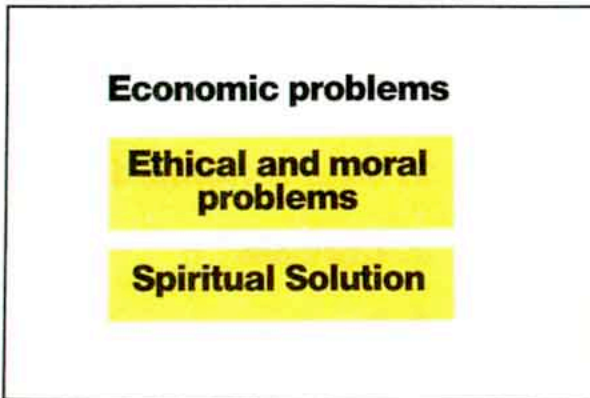 Economic problems
Ethical and moral
problems
Spiritual Solution